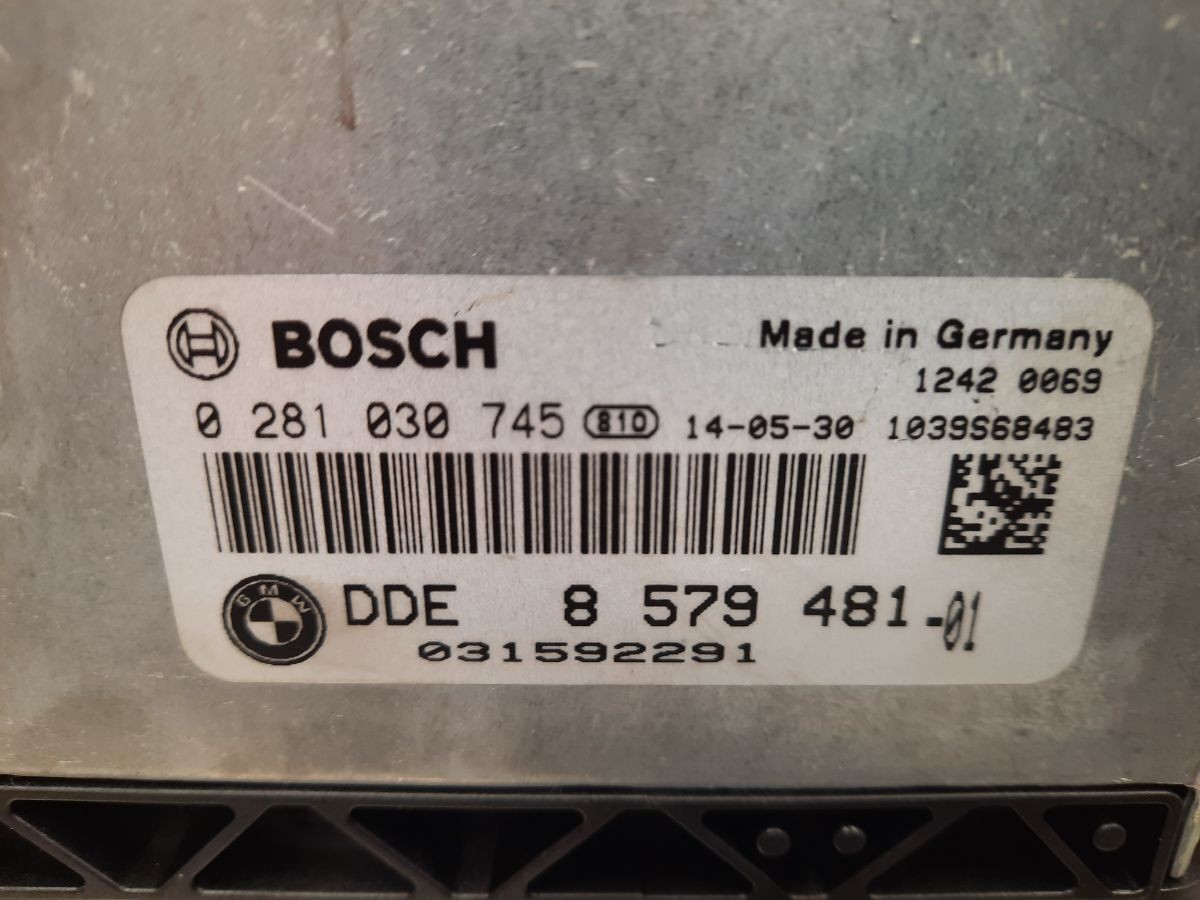 BOSCH
Made in Germany
1242 0069
0 281 030 745 810 14-05-30 1039S68483
BMW DDE 8 579 481-01
031592291